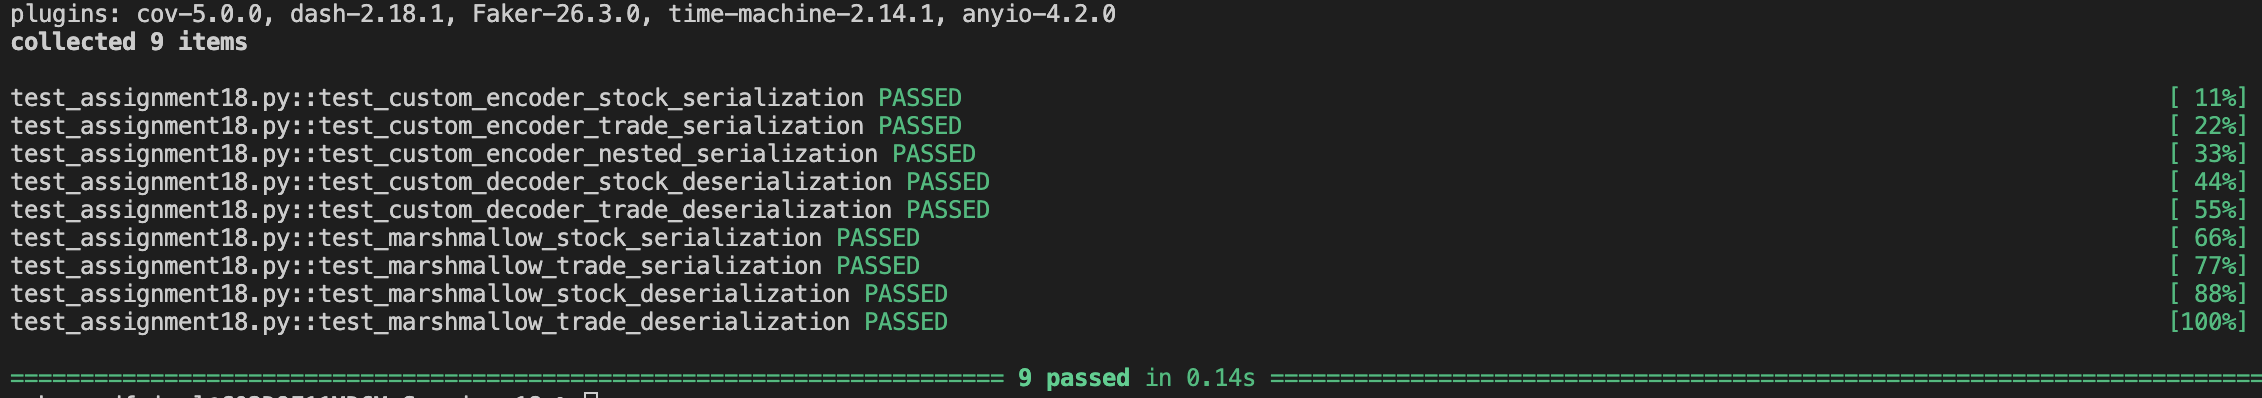 plugins: cov-5.0.0, dash-2.18.1, Faker-26.3.0, time-machine-2.14.1, anyio-4.2.0
collected 9 items
test_assignment18.py::test_custom_encoder_stock_serialization PASSED [ 11%]
test_assignment18.py::test_custom_encoder_trade_serialization PASSED [ 22%]
test_assignment18.py::test_custom_encoder_nested_serialization PASSED [ 33%]
test_assignment18.py::test_custom_decoder_stock_deserialization PASSED [ 44%]
test_assignment18.py::test_custom_decoder_trade_deserialization PASSED [ 55%]
test_assignment18.py::test_marshmallow_stock_serialization PASSED [ 66%]
test_assignment18.py::test_marshmallow_trade_serialization PASSED [ 77%]
test_assignment18.py::test_marshmallow_stock_deserialization PASSED [ 88%]
test_assignment18.py::test_marshmallow_trade_deserialization PASSED [100%]
9 passed in 0.14s